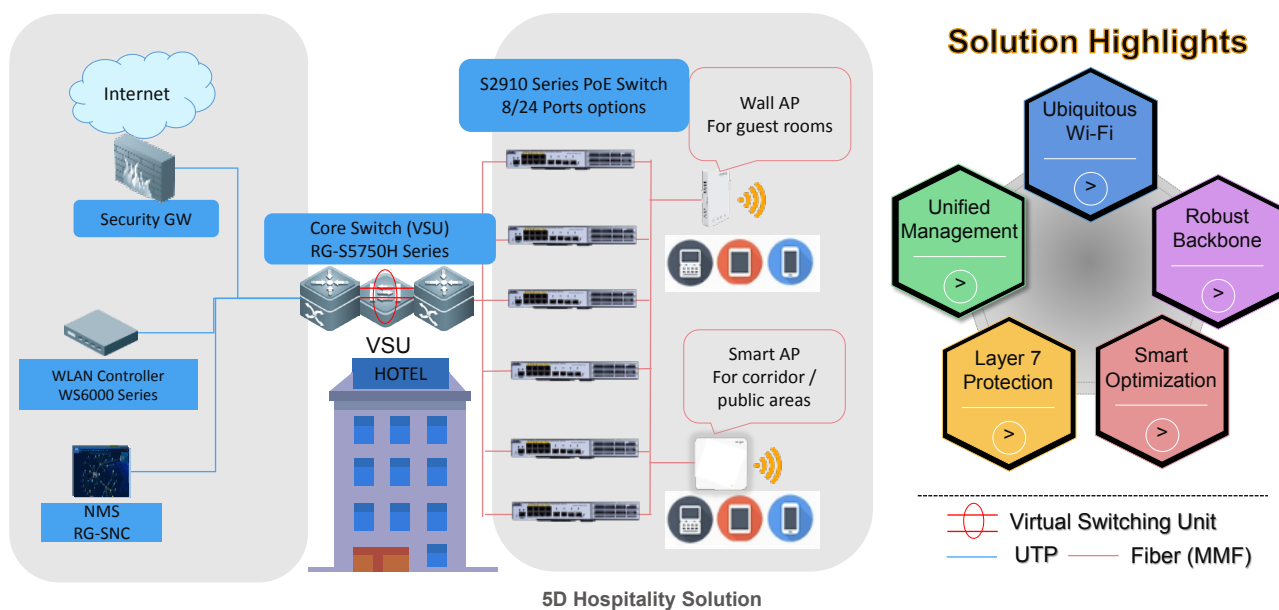 Internet
Security GW
WLAN Controller
WS6000 Series
NMS
RG-SNC
Core Switch (VSU)
RG-S5750H Series
VSU
HOTEL
S2910 Series PoE Switch
8/24 Ports options
Wall AP
For guest rooms
Smart AP
For corridor /
public areas
5D Hospitality Solution
Solution Highlights
Ubiquitous
Wi-Fi
>
Unified
Management
>
Robust
Backbone
>
Layer 7
Protection
>
Smart
Optimization
>
Virtual Switching Unit
UTP
Fiber (MMF)